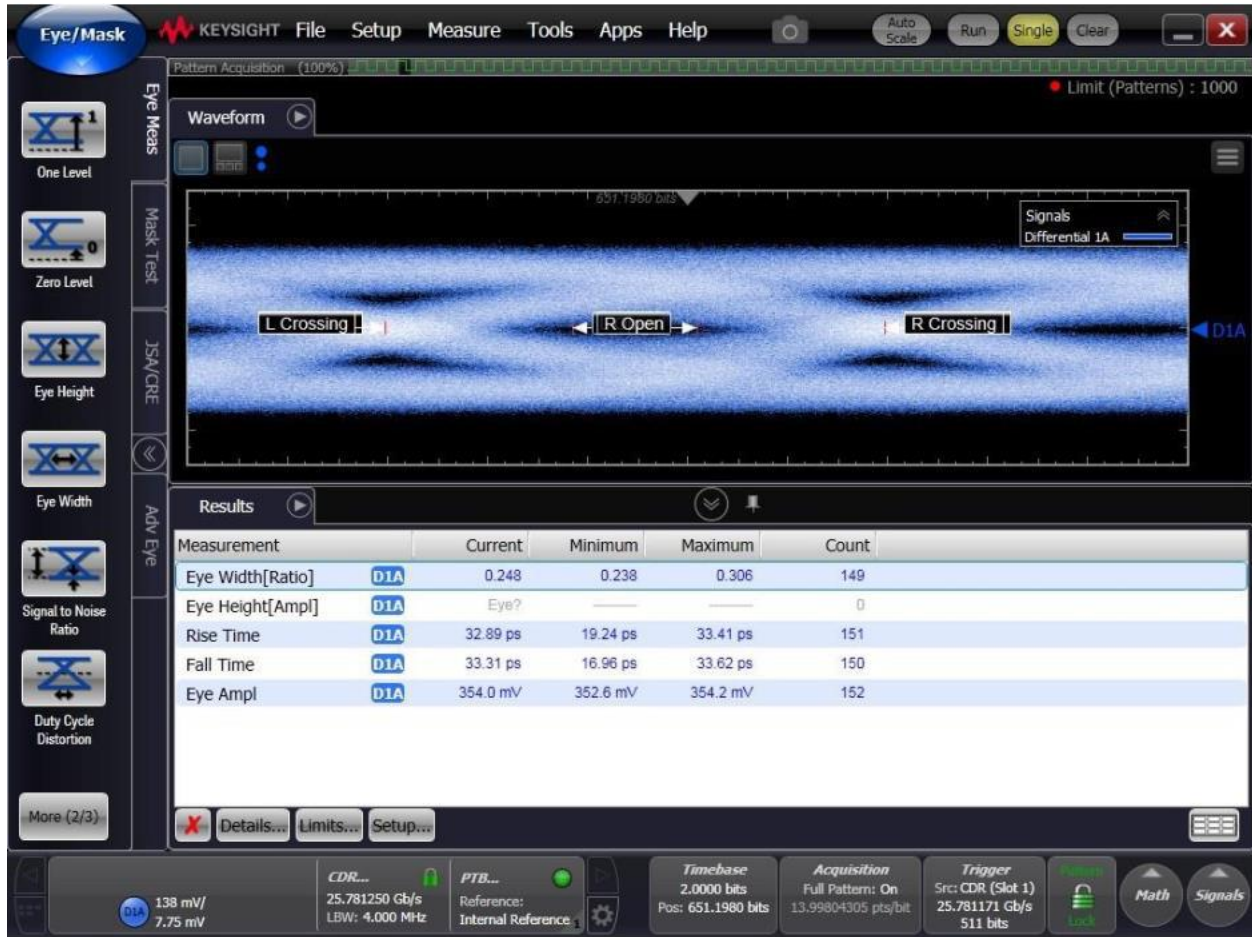 Eye/Mask
KEYSIGHT File Setup Measure Tools Apps Help
Auto Scale
Run
Single
Clear
X
Pattern Acquisition (100%)
Limit (Patterns) : 1000
Eye Meas
Mask Test
JSA/CRE
Adv Eye
1
One Level
0
Zero Level
Eye Height
Eye Width
Signal to Noise
Ratio
Duty Cycle
Distortion
More (2/3)
Waveform
651.1980 bits
Signals
Differential 1A
L Crossing
R Open
R Crossing
D1A
Results
Measurement Current Minimum Maximum Count
Eye Width[Ratio] D1A 0.248 0.238 0.306 149
Eye Height[Ampl] D1A Eye? 0
Rise Time D1A 32.89 ps 19.24 ps 33.41 ps 151
Fall Time D1A 33.31 ps 16.96 ps 33.62 ps 150
Eye Ampl D1A 354.0 mV 352.6 mV 354.2 mV 152
Details... Limits... Setup...
D1A
138 mV/
7.75 mV
CDR...
25.781250 Gb/s
LBW: 4.000 MHz
PTB...
Reference:
Internal Reference
1
Timebase
2.0000 bits
Pos: 651.1980 bits
Acquisition
Full Pattern: On
13.99804305 pts/bit
Trigger
Src: CDR (Slot 1)
25.781171 Gb/s
511 bits
Pattern
Lock
Math
Signals